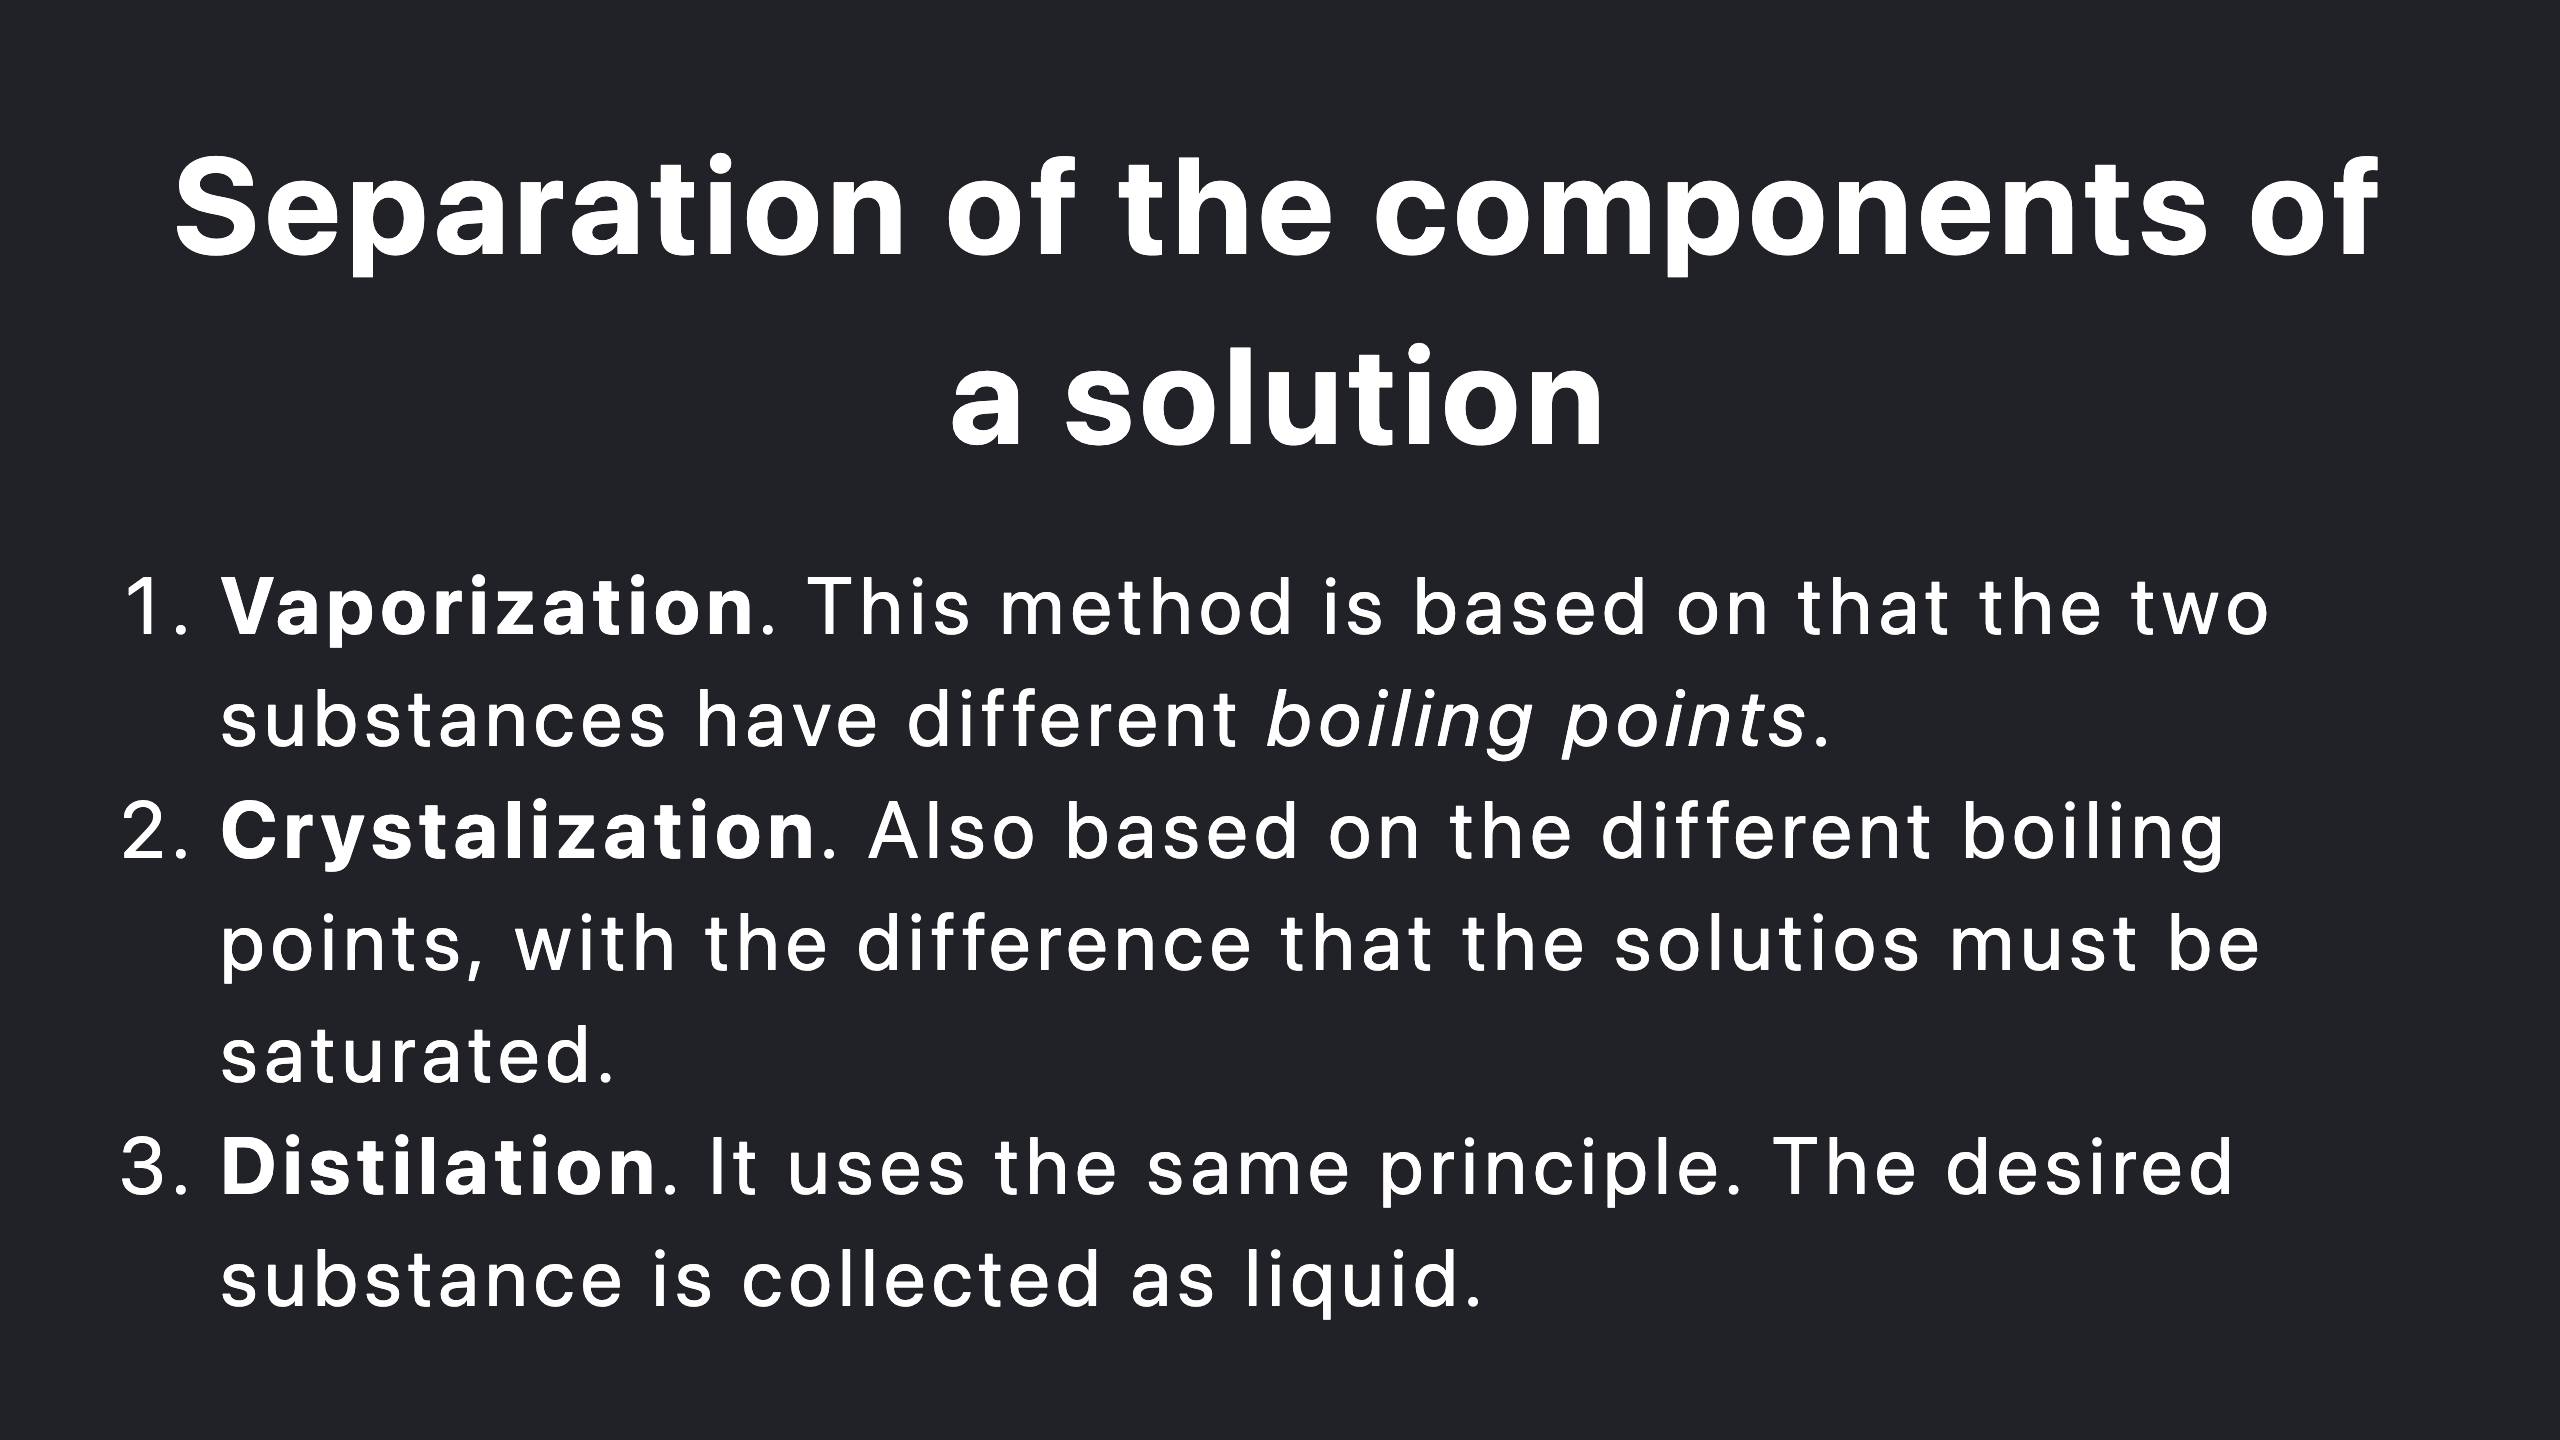 Separation of the components of
a solution
1. Vaporization. This method is based on that the two
substances have different boiling points.
2. Crystalization. Also based on the different boiling
points, with the difference that the solutios must be
saturated.
3. Distilation. It uses the same principle. The desired
substance is collected as liquid.